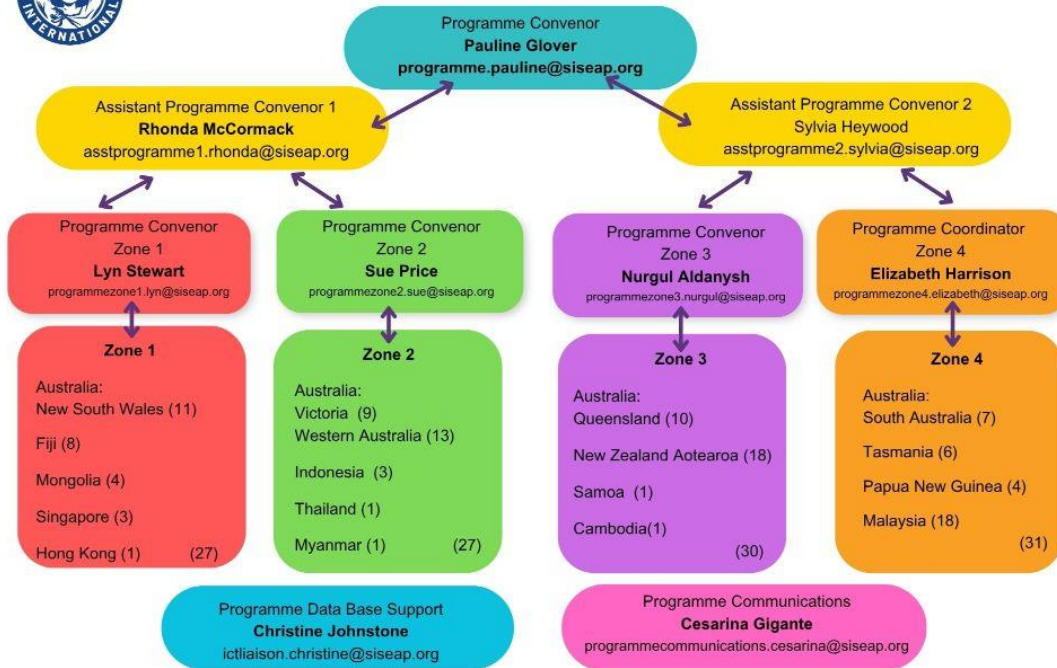 INTERNATIONAL
Programme Convenor
Pauline Glover
programme.pauline@siseap.org
Assistant Programme Convenor 1
Rhonda McCormack
asstprogramme1.rhonda@siseap.org
Assistant Programme Convenor 2
Sylvia Heywood
asstprogramme2.sylvia@siseap.org
Programme Convenor
Zone 1
Lyn Stewart
programmezone1.lyn@siseap.org
Programme Convenor
Zone 2
Sue Price
programmezone2.sue@siseap.org
Programme Convenor
Zone 3
Nurgul Aldanysh
programmezone3.nurgul@siseap.org
Programme Coordinator
Zone 4
Elizabeth Harrison
programmezone4.elizabeth@siseap.org
Zone 1
Australia:
New South Wales (11)
Fiji (8)
Mongolia (4)
Singapore (3)
Hong Kong (1) (27)
Zone 2
Australia:
Victoria (9)
Western Australia (13)
Indonesia (3)
Thailand (1)
Myanmar (1) (27)
Zone 3
Australia:
Queensland (10)
New Zealand Aotearoa (18)
Samoa (1)
Cambodia(1)
(30)
Zone 4
Australia:
South Australia (7)
Tasmania (6)
Papua New Guinea (4)
Malaysia (18)
(31)
Programme Data Base Support
Christine Johnstone
ictliaison.christine@siseap.org
Programme Communications
Cesarina Gigante
programmecommunications.cesarina@siseap.org